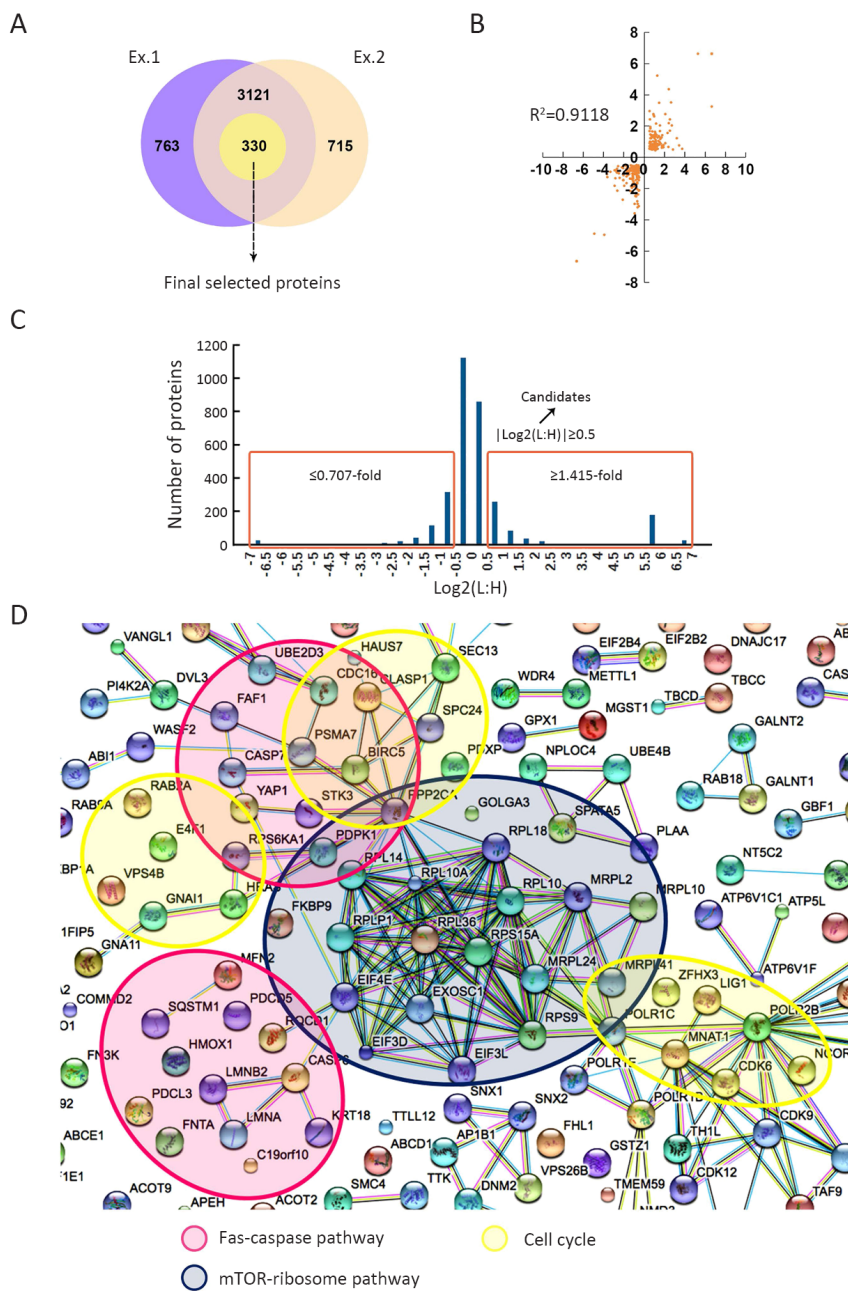 A
Ex.1
Ex.2
3121
763
330
715
Final selected proteins
B
R²=0.9118
8
6
4
2
0
-2
-4
-6
-8
-10 -8 -6 -4 -2 0 2 4 6 8 10
C
Number of proteins
1200
1000
800
600
400
200
0
≤0.707-fold
≥1.415-fold
Candidates
|Log2(L:H)|≥0.5
-7 -6.5 -6 -5.5 -5 -4.5 -4 -3.5 -3 -2.5 -2 -1.5 -1 -0.5 0 0.5 1 1.5 2 2.5 3 3.5 4 4.5 5 5.5 6 6.5 7
Log2(L:H)
D
VANGL1
UBE2D3
HAUS7
SEC13
EIF2B4
EIF2B2
DNAJC17
PI4K2A
DVL3
CDC16
CLASP1
WDR4
METTL1
TBCD
TBCC
CAS
FAF1
SPC24
GPX1
MGST1
WASF2
PSMA7
GALNT2
ABI1
CASP7
BIRC5
PDXP
NPLOC4
UBE4B
RAB18
GALNT1
RAB2A
YAP1
STK3
PPP2CA
GOLGA3
SPATA5
GBF1
E4F1
RPS6KA1
PDPK1
RPL18
PLAA
VPS4B
RPL14
RPL10A
RPL10
MRPL2
NT5C2
GNAI1
FKBP9
RPLP1
RPL36
RPS15A
MRPL10
ATP6V1C1
ATP5L
1FIP5
GNA11
MFN2
EIF4E
EXOSC1
MRPL24
MRPL41
ZFHX3
LIG1
ATP6V1F
COMMD2
SQSTM1
PDCD5
RQCD1
RPS9
POLR1C
POLR2B
FN3K
HMOX1
EIF3D
EIF3L
MNAT1
LMNB2
CASP6
POLR1E
CDK6
PDCL3
SNX1
SNX2
CDK9
FNTA
LMNA
KRT18
TTLL12
FHL1
GSTZ1
TH1L
ABCE1
C19orf10
ABCD1
AP1B1
VPS26B
CDK12
ACOT9
APEH
ACOT2
SMC4
TTK
DNM2
TMEM59
TAF9
Fas-caspase pathway
Cell cycle
mTOR-ribosome pathway